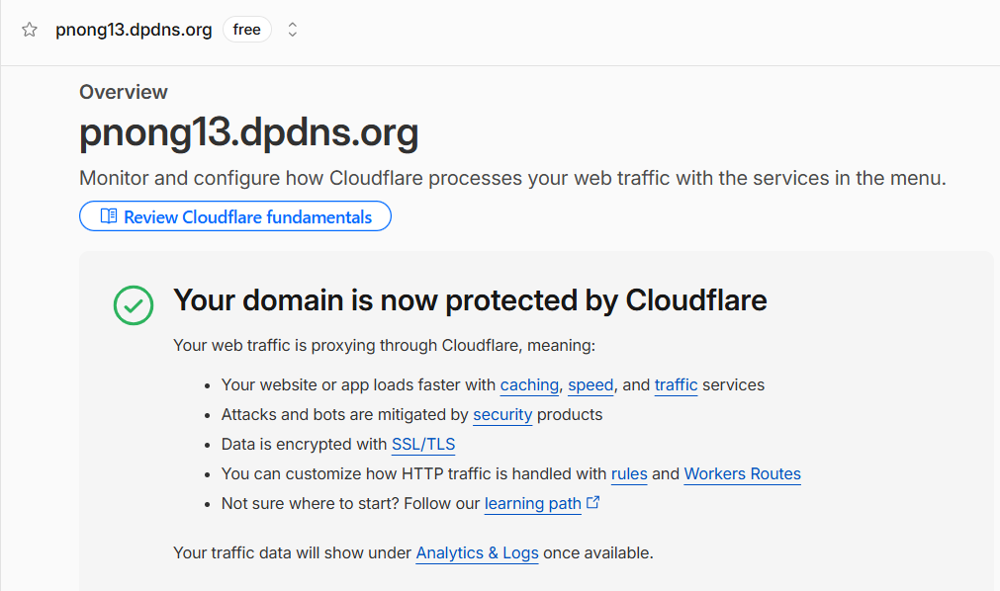 pnong13.dpdns.org free
Overview
pnong13.dpdns.org
Monitor and configure how Cloudflare processes your web traffic with the services in the menu.
Review Cloudflare fundamentals
Your domain is now protected by Cloudflare
Your web traffic is proxying through Cloudflare, meaning:
• Your website or app loads faster with caching, speed, and traffic services
• Attacks and bots are mitigated by security products
• Data is encrypted with SSL/TLS
• You can customize how HTTP traffic is handled with rules and Workers Routes
• Not sure where to start? Follow our learning path
Your traffic data will show under Analytics & Logs once available.